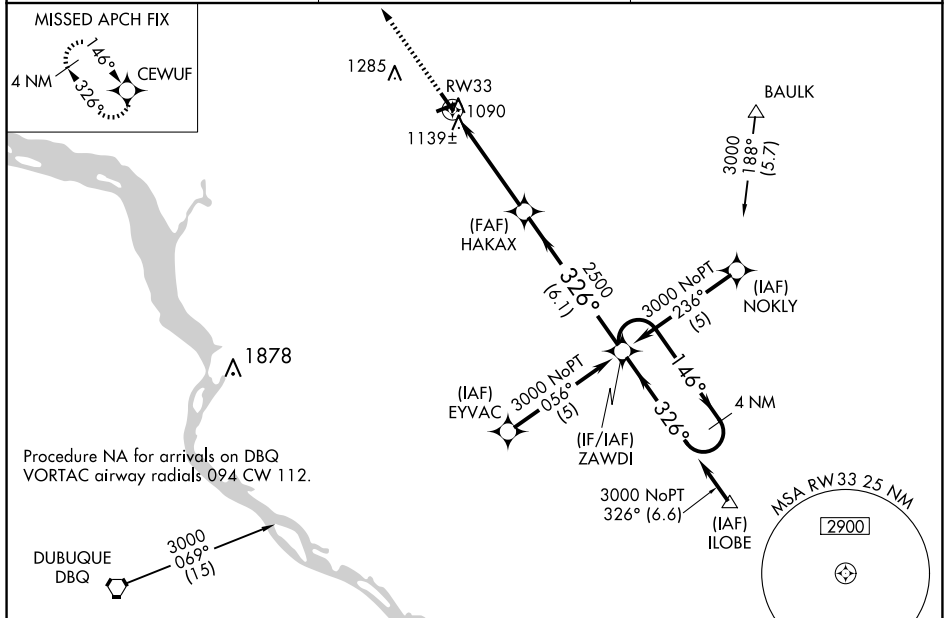 MISSED APCH FIX
146°
CEWUF
4 NM
326°
1285
RW33
1090
1139±
BAULK
3000
188°
(5.7)
(FAF)
HAKAX
2500
326°
(6.1)
3000 NoPT
236°
(5)
(IAF)
NOKLY
1878
(IAF)
EYVAC
3000 NoPT
056°
(5)
146°
326°
4 NM
(IF/IAF)
ZAWDI
Procedure NA for arrivals on DBQ
VORTAC airway radials 094 CW 112.
3000 NoPT
326° (6.6)
(IAF)
ILOBE
MSA RW33 25 NM
2900
DUBUQUE
DBQ
3000
069°
(15)